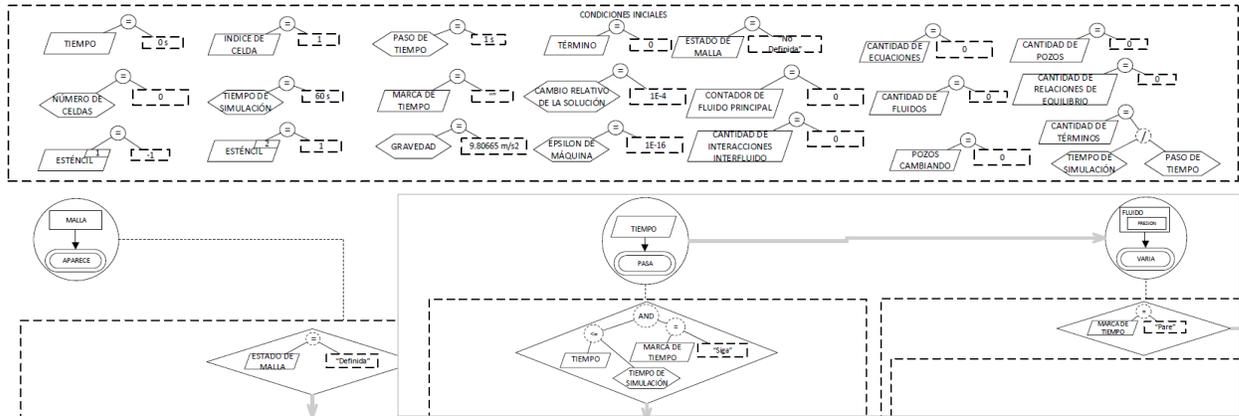 CONDICIONES INICIALES
=
TIEMPO
0 s
=
INDICE DE
CELDA
1
=
PASO DE
TIEMPO
1 s
=
TÉRMINO
0
=
ESTADO DE
MALLA
"No
Definida"
=
CANTIDAD DE
ECUACIONES
0
=
CANTIDAD DE
POZOS
0
=
NÚMERO DE
CELDAS
0
=
TIEMPO DE
SIMULACIÓN
60 s
=
MARCA DE
TIEMPO
""
=
CAMBIO RELATIVO
DE LA SOLUCIÓN
1E-4
=
CONTADOR DE
FLUIDO PRINCIPAL
0
=
CANTIDAD DE
FLUIDOS
0
=
CANTIDAD DE
RELACIONES DE
EQUILIBRIO
0
=
ESTÉNCIL
1
-1
=
ESTÉNCIL
2
1
=
GRAVEDAD
9.80665 m/s2
=
EPSILON DE
MÁQUINA
1E-16
=
CANTIDAD DE
INTERACCIONES
INTERFLUIDO
0
=
POZOS
CAMBIANDO
0
=
CANTIDAD DE
TÉRMINOS
/
TIEMPO DE
SIMULACIÓN
PASO DE
TIEMPO
MALLA
APARECE
TIEMPO
PASA
FLUIDO
PRESION
VARIA
=
ESTADO DE
MALLA
"Definida"
AND
<=
=
TIEMPO
MARCA DE
TIEMPO
"Sige"
TIEMPO DE
SIMULACIÓN
=
MARCA DE
TIEMPO
"Pare"